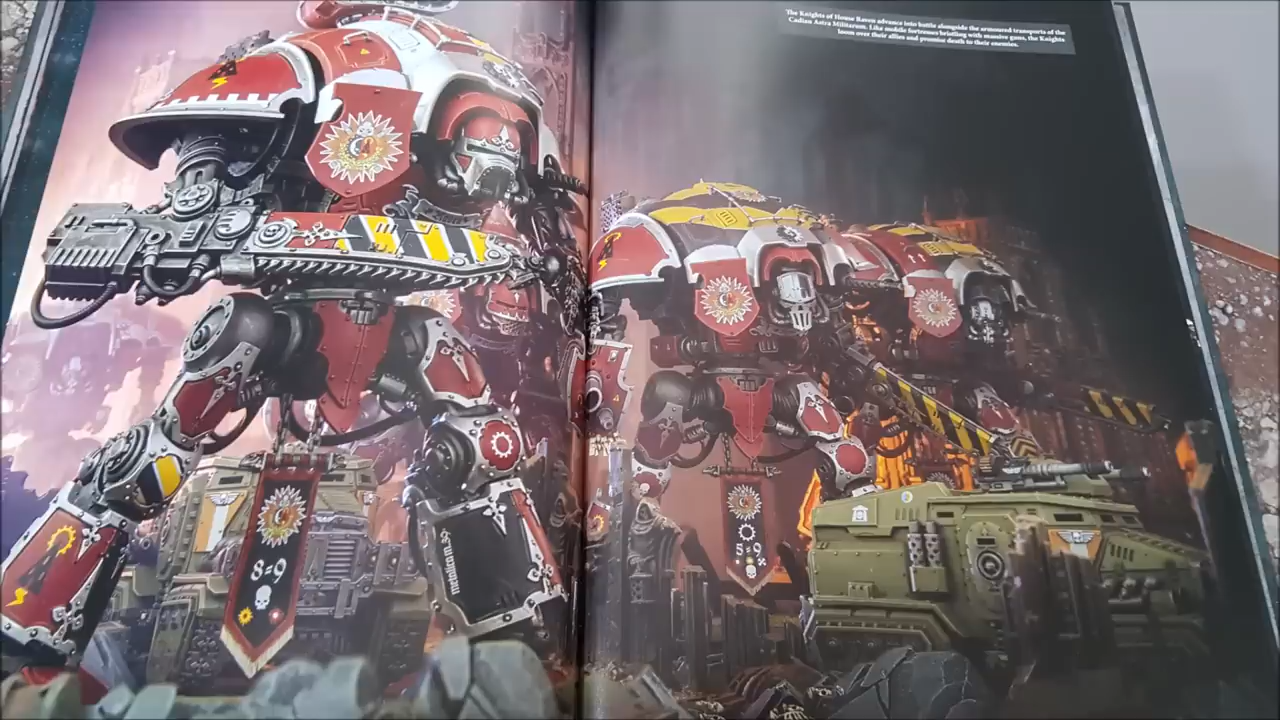 The Knights of House Raven advance into battle alongside the armoured transports of the
Cadian Astra Militarum. Like mobile fortresses bristling with massive guns, the Knights
loom over their allies and promise death to their enemies.
8=9
metalica m.39
5=9